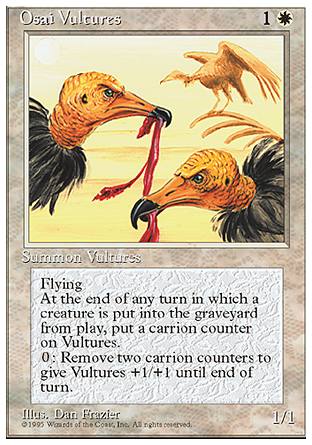 Osai Vultures 1
Summon Vultures
Flying
At the end of any turn in which a
creature is put into the graveyard
from play, put a carrion counter
on Vultures.
0: Remove two carrion counters to
give Vultures +1/+1 until end of
turn.
Illus. Dan Frazier
©1995 Wizards of the Coast, Inc. All rights reserved.
1/1